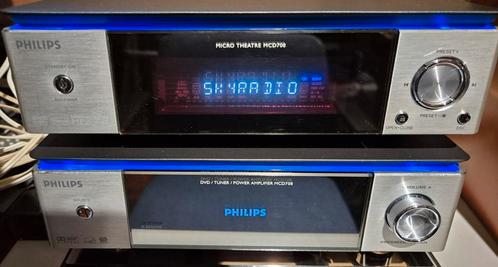 PHILIPS
MICRO THEATRE MCD708
PRESET +
STANDBY-ON
SKYRADIO
PRESET -
OPEN•CLOSE
DSC
PHILIPS
DVD / TUNER / POWER AMPLIFIER MCD708
VOLUME +
PHILIPS